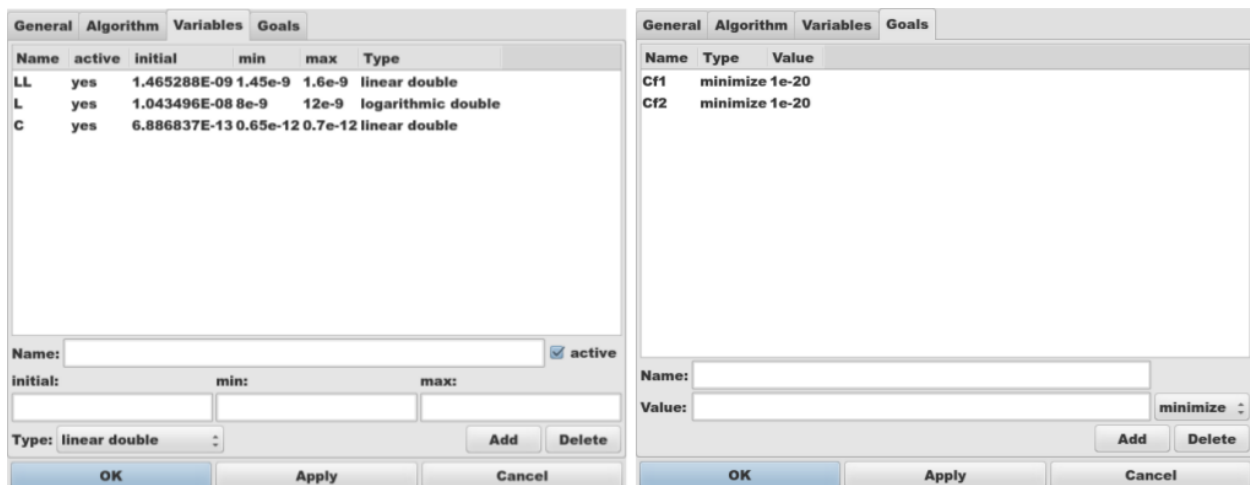 General Algorithm Variables Goals
Name active initial min max Type
LL yes 1.465288E-09 1.45e-9 1.6e-9 linear double
L yes 1.043496E-08 8e-9 12e-9 logarithmic double
C yes 6.886837E-13 0.65e-12 0.7e-12 linear double
Name: active
initial: min: max:
Type: linear double Add Delete
OK Apply Cancel
General Algorithm Variables Goals
Name Type Value
Cf1 minimize 1e-20
Cf2 minimize 1e-20
Name:
Value: minimize
Add Delete
OK Apply Cancel